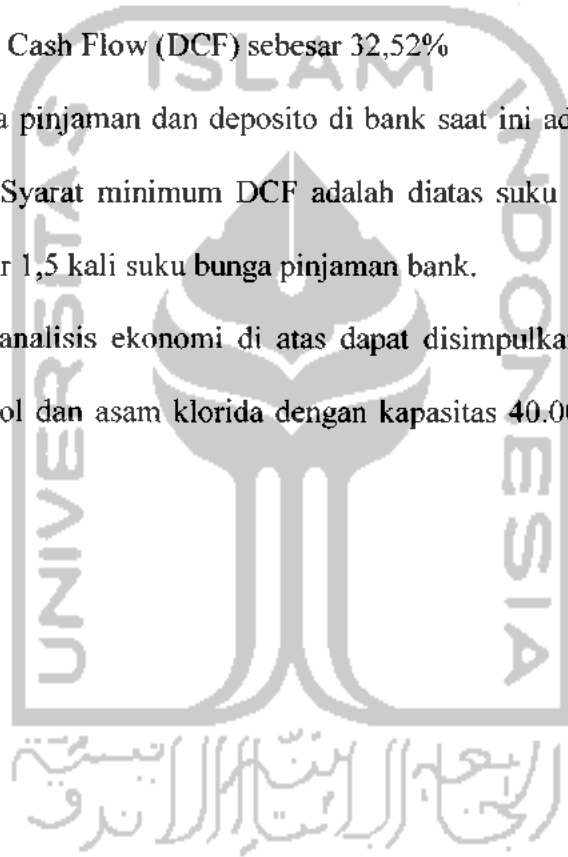 Cash Flow (DCF) sebesar 32,52%
a pinjaman dan deposito di bank saat ini ad
Syarat minimum DCF adalah diatas suku
r 1,5 kali suku bunga pinjaman bank.
analisis ekonomi di atas dapat disimpulkan
ol dan asam klorida dengan kapasitas 40.00
ISLAM
UNIVERSITAS
INDONESIA